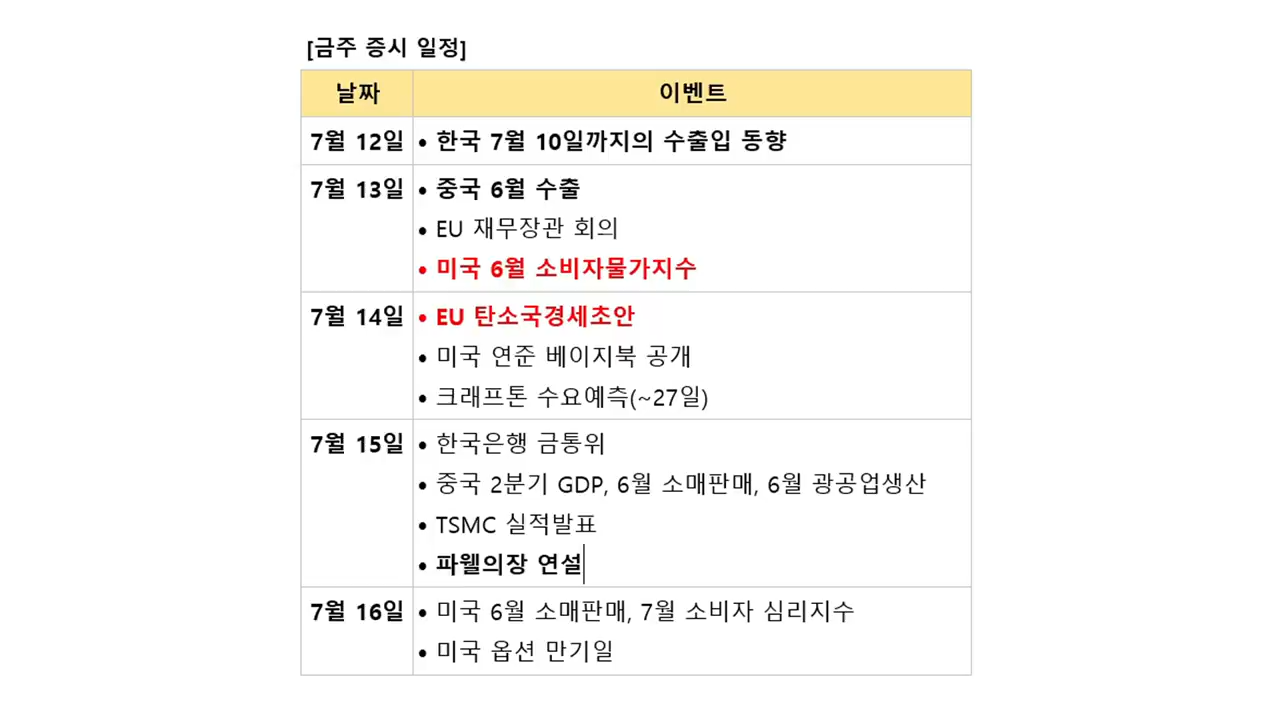 [금주 증시 일정]
날짜 이벤트
7월 12일 • 한국 7월 10일까지의 수출입 동향
7월 13일 • 중국 6월 수출
• EU 재무장관 회의
• 미국 6월 소비자물가지수
7월 14일 • EU 탄소국경세초안
• 미국 연준 베이지북 공개
• 크래프톤 수요예측(~27일)
7월 15일 • 한국은행 금통위
• 중국 2분기 GDP, 6월 소매판매, 6월 광공업생산
• TSMC 실적발표
• 파웰의장 연설
7월 16일 • 미국 6월 소매판매, 7월 소비자 심리지수
• 미국 옵션 만기일